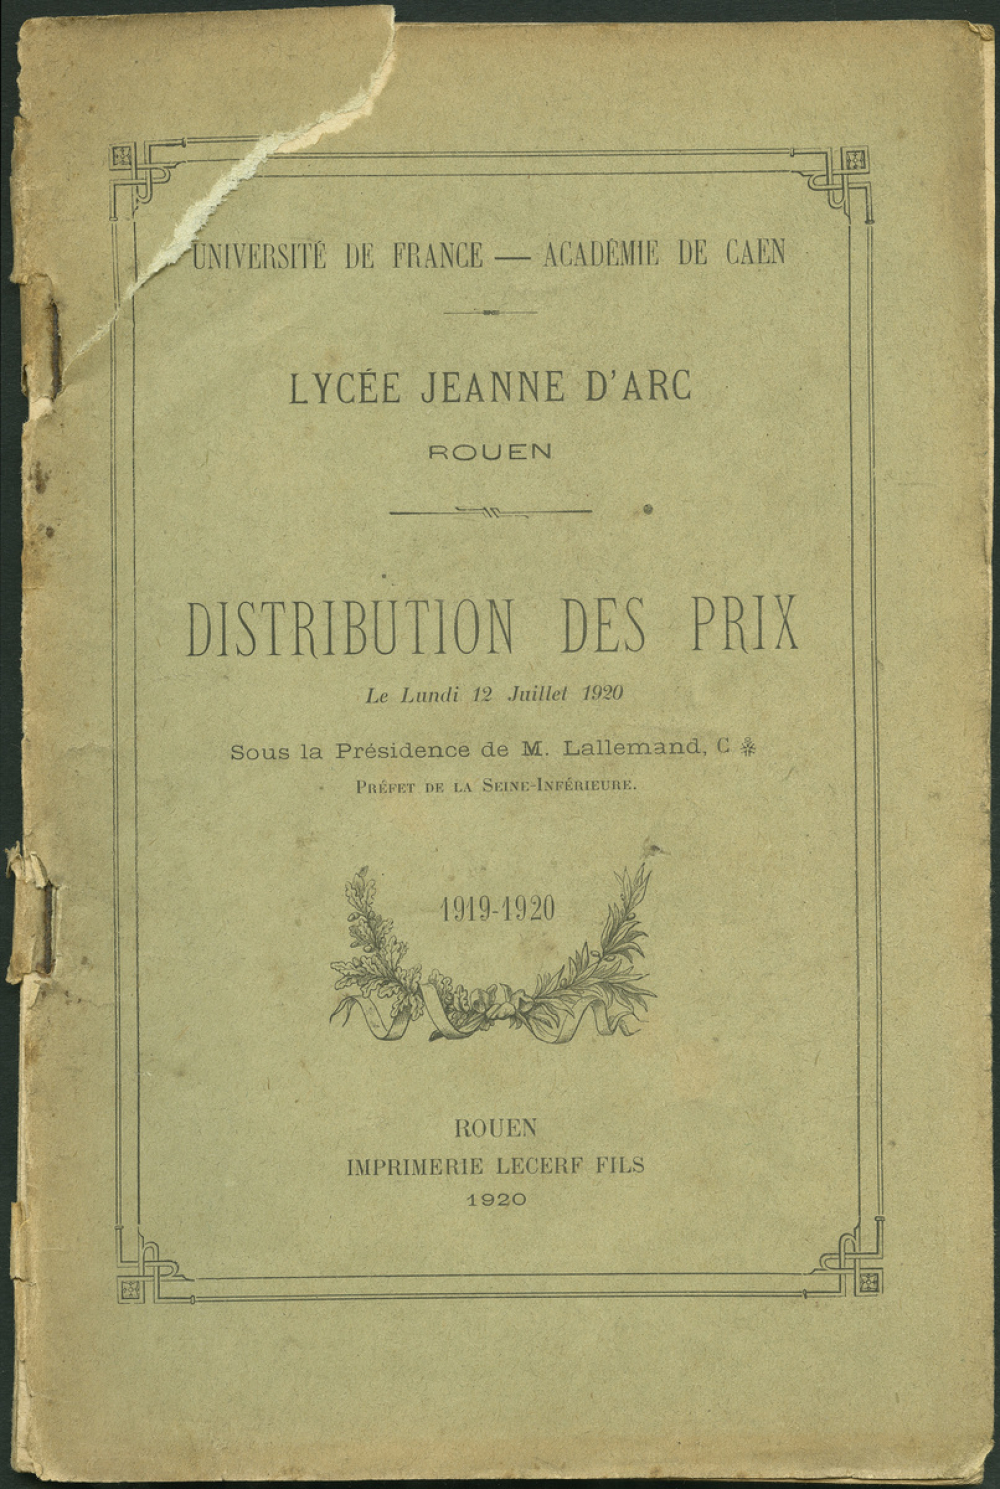 UNIVERSITÉ DE FRANCE — ACADÉMIE DE CAEN
LYCÉE JEANNE D'ARC
ROUEN
DISTRIBUTION DES PRIX
Le Lundi 12 Juillet 1920
Sous la Présidence de M. Lallemand, C ✻
PRÉFET DE LA SEINE-INFÉRIEURE.
1919-1920
ROUEN
IMPRIMERIE LECERF FILS
1920